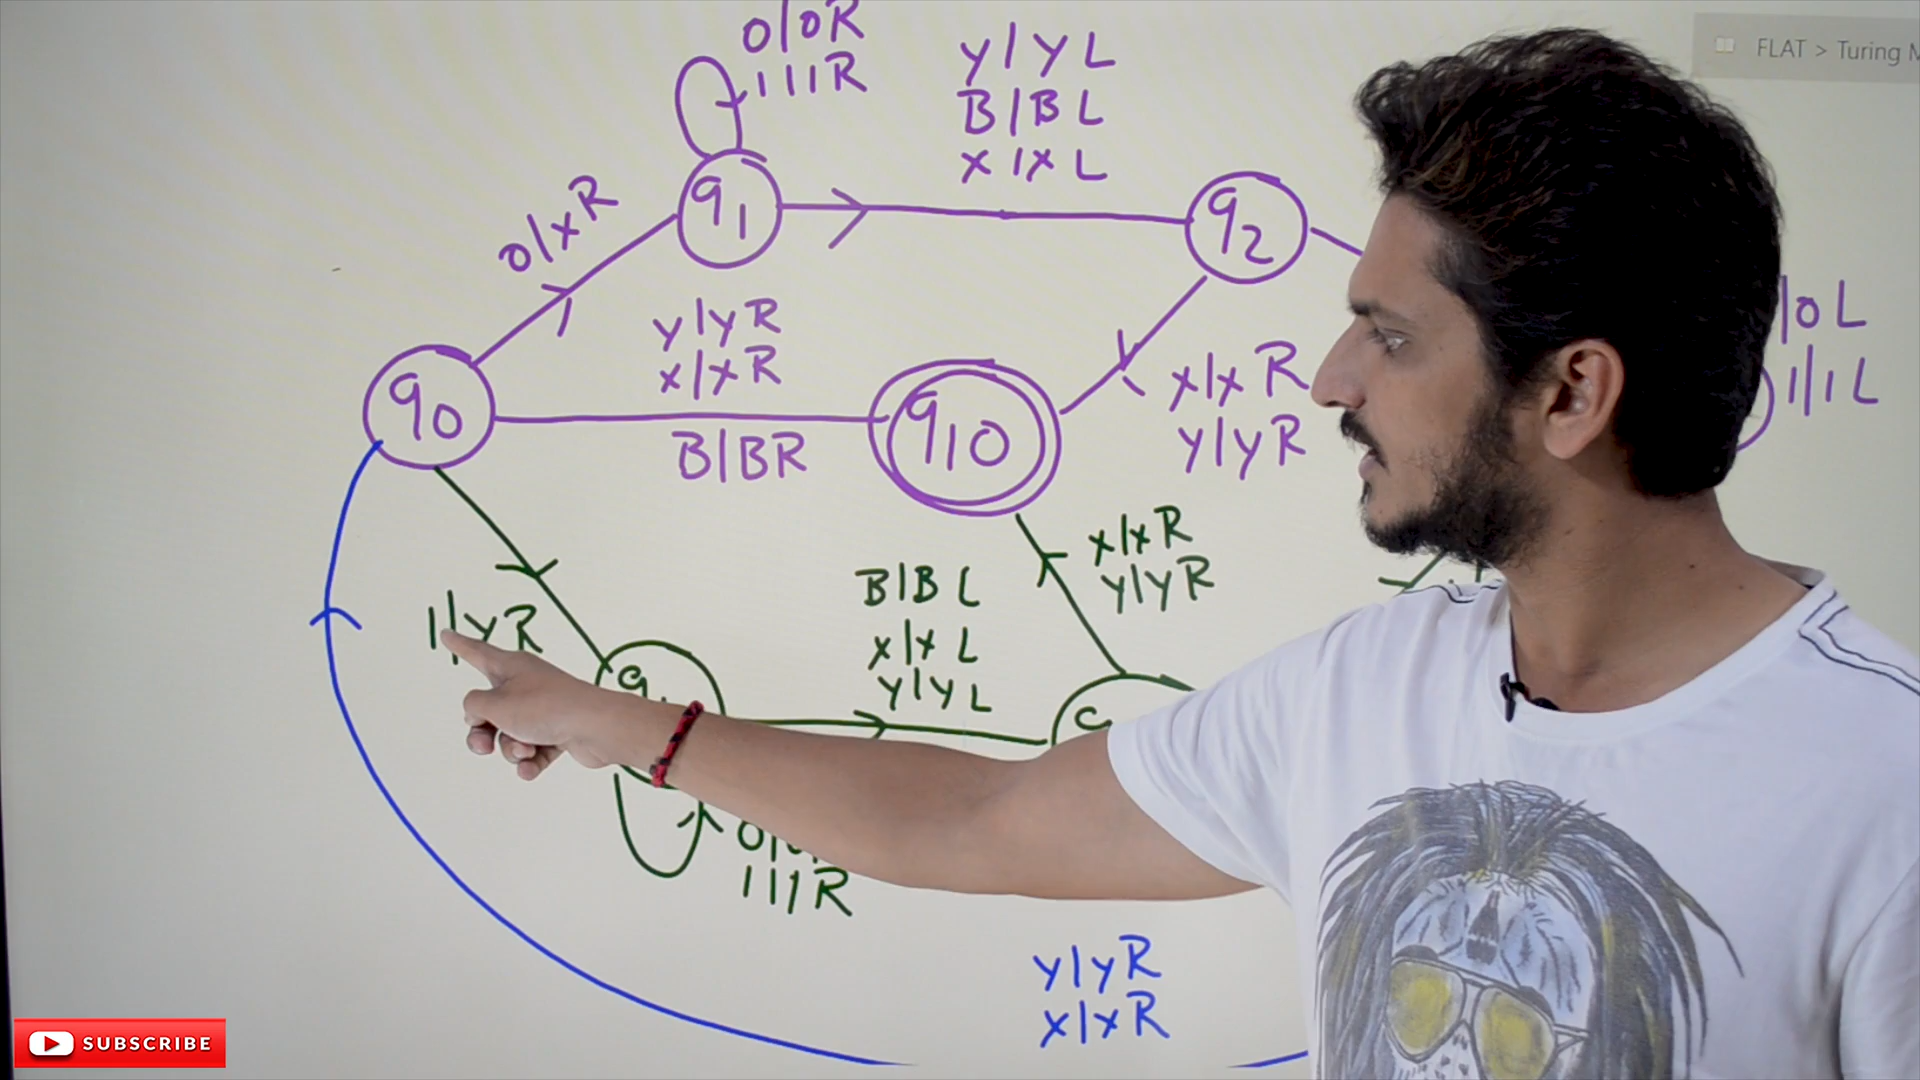 FLAT > Turing M
0|0R
1|1R
y|yL
B|BL
x|xL
0|xR
q1
q2
y|yR
x|xR
q0
B|BR
q10
x|xR
y|yR
|0L
1|1L
x|xR
y|yR
B|BL
x|xL
y|yL
1|yR
1|1R
y|yR
x|xR
SUBSCRIBE